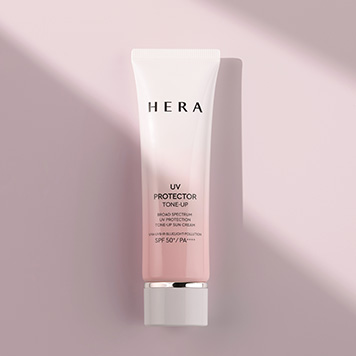 HERA
UV
PROTECTOR
TONE-UP
BROAD SPECTRUM
UV PROTECTION
TONE-UP SUN CREAM
SPF 50+/PA++++